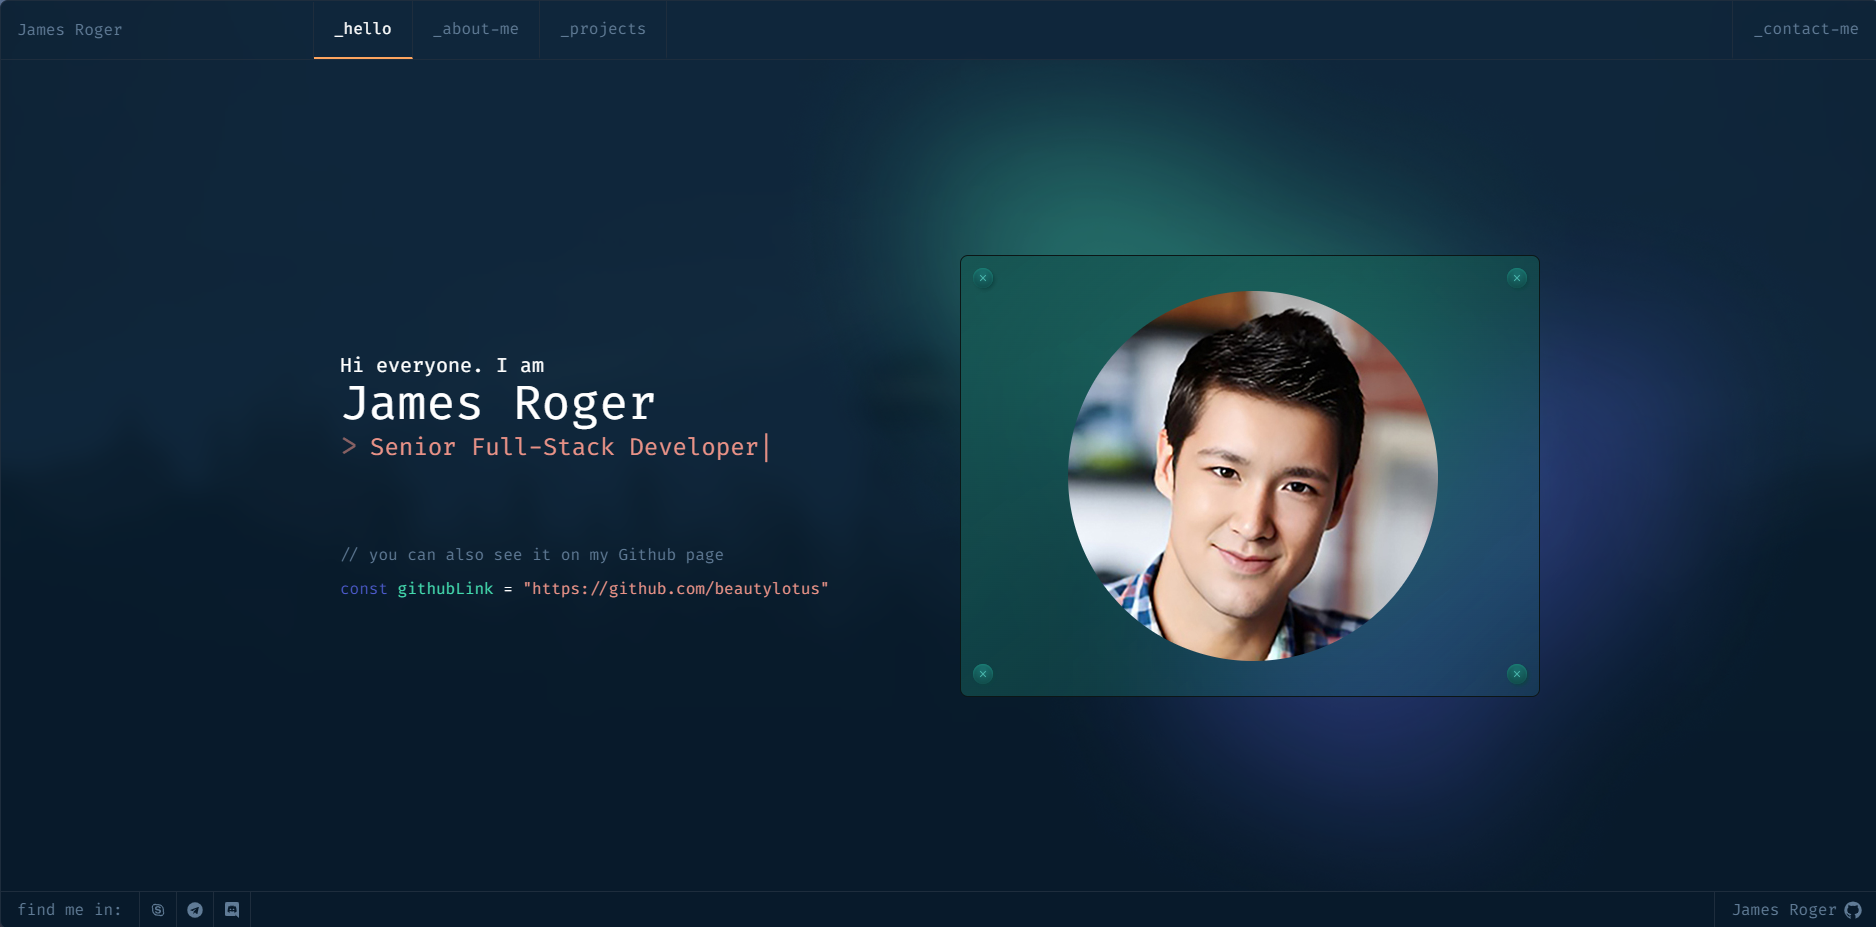 James Roger
_hello
_about-me
_projects
_contact-me
Hi everyone. I am
James Roger
> Senior Full-Stack Developer|
// you can also see it on my Github page
const githubLink = "https://github.com/beautylotus"
find me in:
James Roger